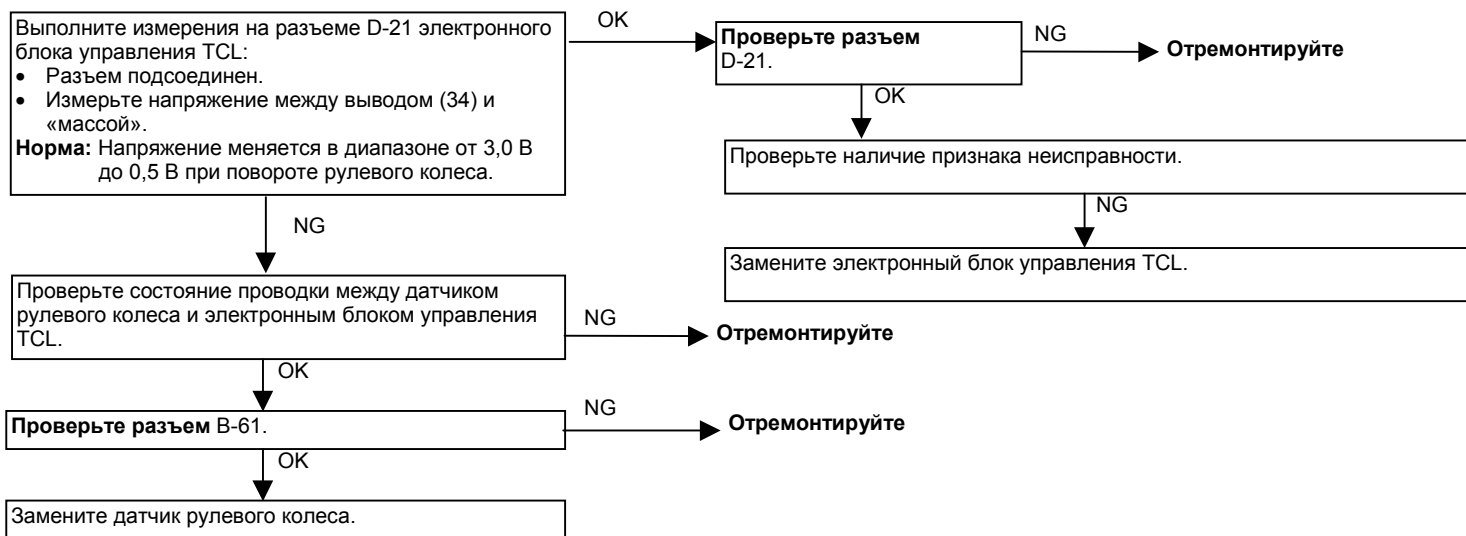 Выполните измерения на разъеме D-21 электронного
блока управления TCL:
• Разъем подсоединен.
• Измерьте напряжение между выводом (34) и
«массой».
Норма: Напряжение меняется в диапазоне от 3,0 В
до 0,5 В при повороте рулевого колеса.
OK
Проверьте разъем
D-21.
NG
Отремонтируйте
OK
Проверьте наличие признака неисправности.
NG
Замените электронный блок управления TCL.
NG
Проверьте состояние проводки между датчиком
рулевого колеса и электронным блоком управления
TCL.
NG
Отремонтируйте
OK
Проверьте разъем B-61.
NG
Отремонтируйте
OK
Замените датчик рулевого колеса.